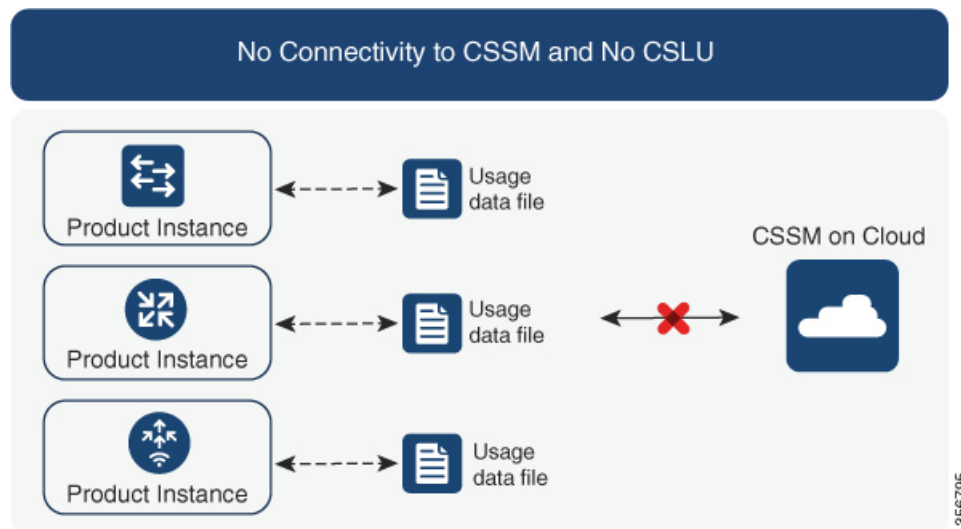 No Connectivity to CSSM and No CSLU
Product Instance
Usage
data file
Product Instance
Usage
data file
Product Instance
Usage
data file
CSSM on Cloud
356795